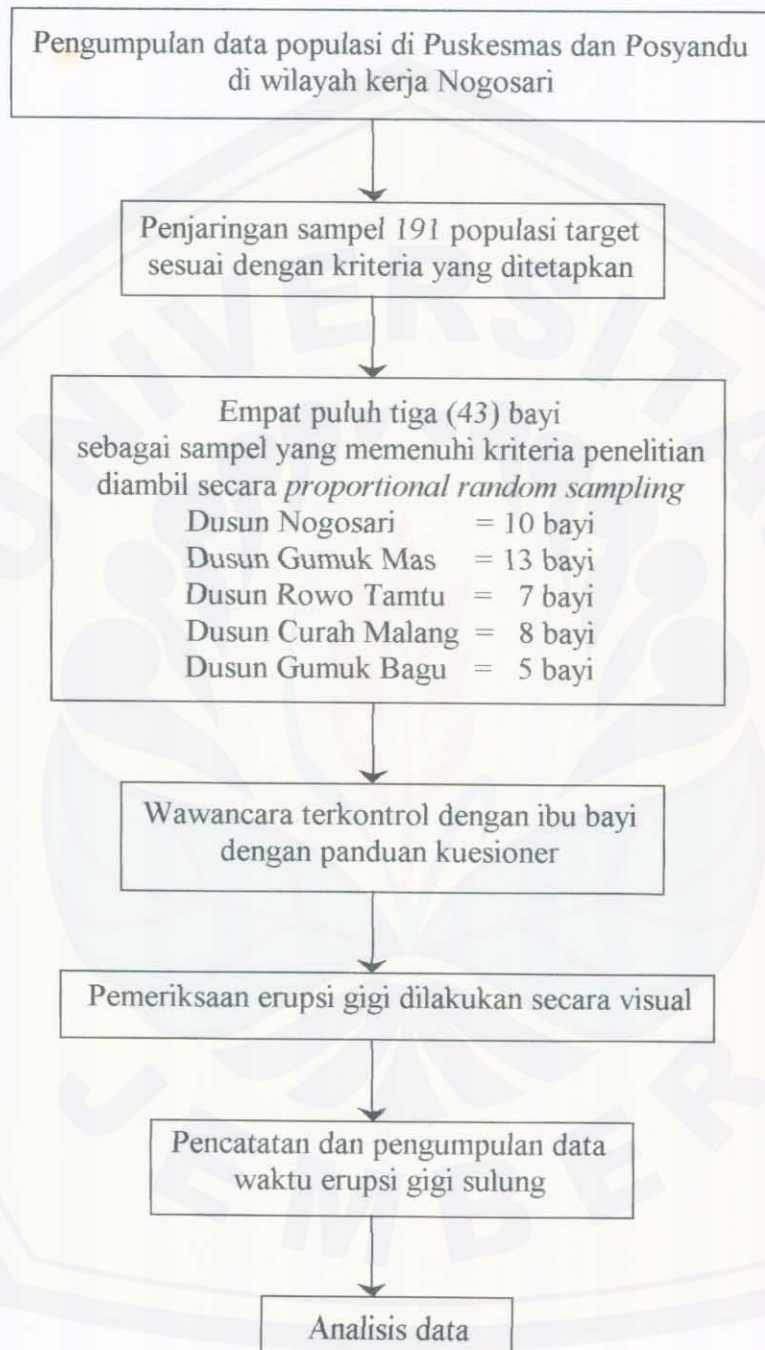 Pengumpulan data populasi di Puskesmas dan Posyandu
di wilayah kerja Nogosari
Penjaringan sampel 191 populasi target
sesuai dengan kriteria yang ditetapkan
Empat puluh tiga (43) bayi
sebagai sampel yang memenuhi kriteria penelitian
diambil secara proportional random sampling
Dusun Nogosari = 10 bayi
Dusun Gumuk Mas = 13 bayi
Dusun Rowo Tamtu = 7 bayi
Dusun Curah Malang = 8 bayi
Dusun Gumuk Bagu = 5 bayi
Wawancara terkontrol dengan ibu bayi
dengan panduan kuesioner
Pemeriksaan erupsi gigi dilakukan secara visual
Pencatatan dan pengumpulan data
waktu erupsi gigi sulung
Analisis data
UNIVERSITA
JEMBER